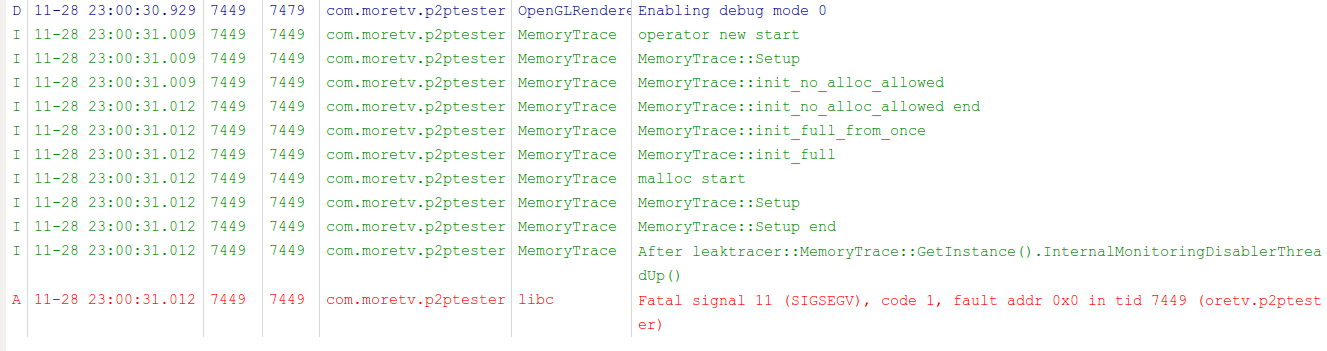 D 11-28 23:00:30.929 7449 7479 com.moretv.p2ptester OpenGLRendere Enabling debug mode 0
I 11-28 23:00:31.009 7449 7449 com.moretv.p2ptester MemoryTrace operator new start
I 11-28 23:00:31.009 7449 7449 com.moretv.p2ptester MemoryTrace MemoryTrace::Setup
I 11-28 23:00:31.009 7449 7449 com.moretv.p2ptester MemoryTrace MemoryTrace::init_no_alloc_allowed
I 11-28 23:00:31.012 7449 7449 com.moretv.p2ptester MemoryTrace MemoryTrace::init_no_alloc_allowed end
I 11-28 23:00:31.012 7449 7449 com.moretv.p2ptester MemoryTrace MemoryTrace::init_full_from_once
I 11-28 23:00:31.012 7449 7449 com.moretv.p2ptester MemoryTrace MemoryTrace::init_full
I 11-28 23:00:31.012 7449 7449 com.moretv.p2ptester MemoryTrace malloc start
I 11-28 23:00:31.012 7449 7449 com.moretv.p2ptester MemoryTrace MemoryTrace::Setup
I 11-28 23:00:31.012 7449 7449 com.moretv.p2ptester MemoryTrace MemoryTrace::Setup end
I 11-28 23:00:31.012 7449 7449 com.moretv.p2ptester MemoryTrace After leaktracer::MemoryTrace::GetInstance().InternalMonitoringDisablerThrea
dUp()
A 11-28 23:00:31.012 7449 7449 com.moretv.p2ptester libc Fatal signal 11 (SIGSEGV), code 1, fault addr 0x0 in tid 7449 (oretv.p2ptest
er)